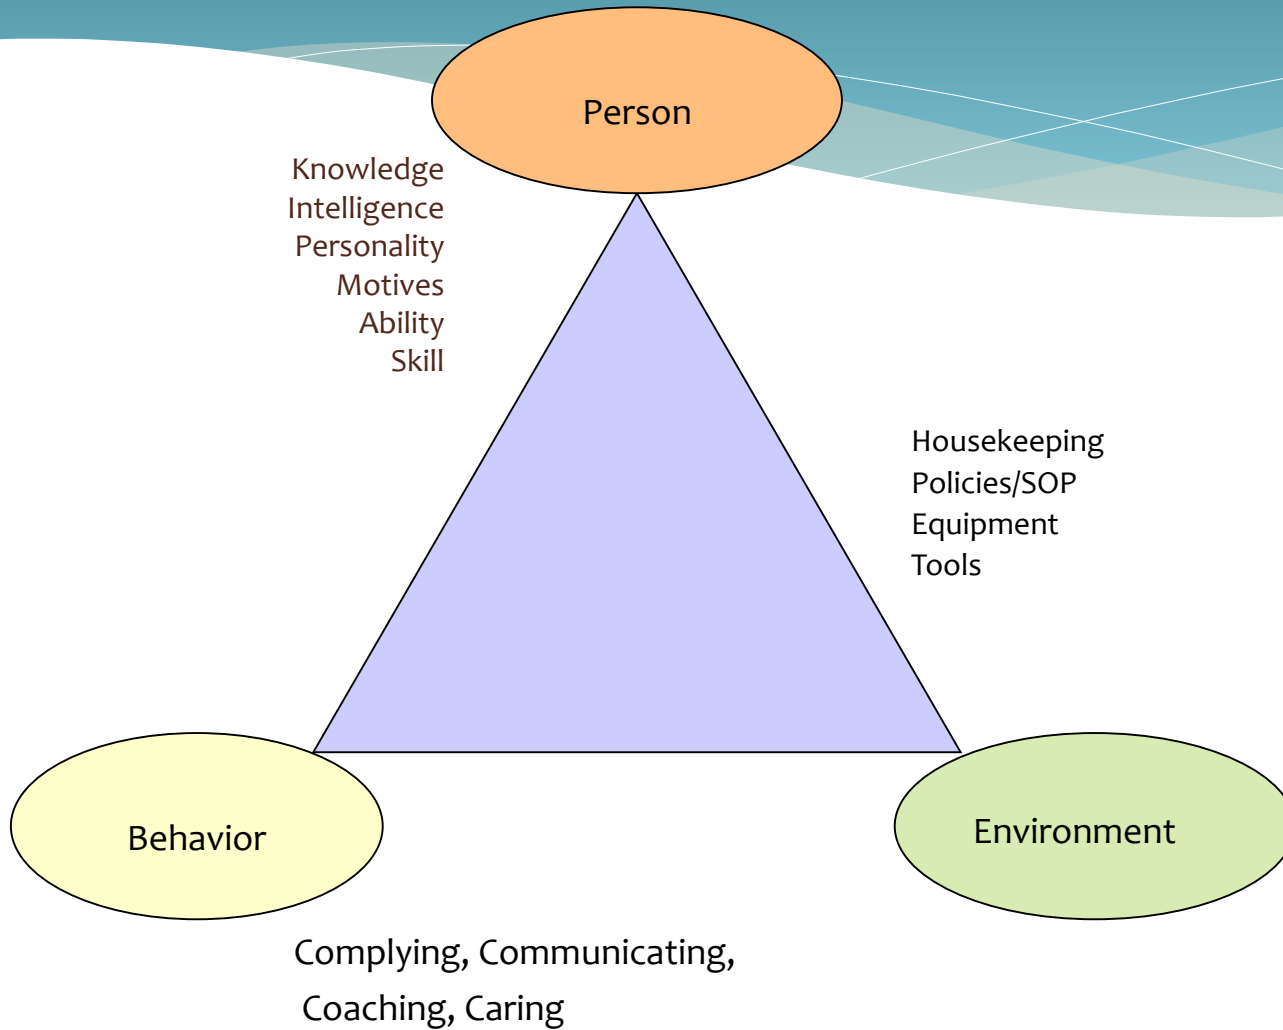 Person
Knowledge
Intelligence
Personality
Motives
Ability
Skill
Housekeeping
Policies/SOP
Equipment
Tools
Behavior
Environment
Complying, Communicating,
Coaching, Caring